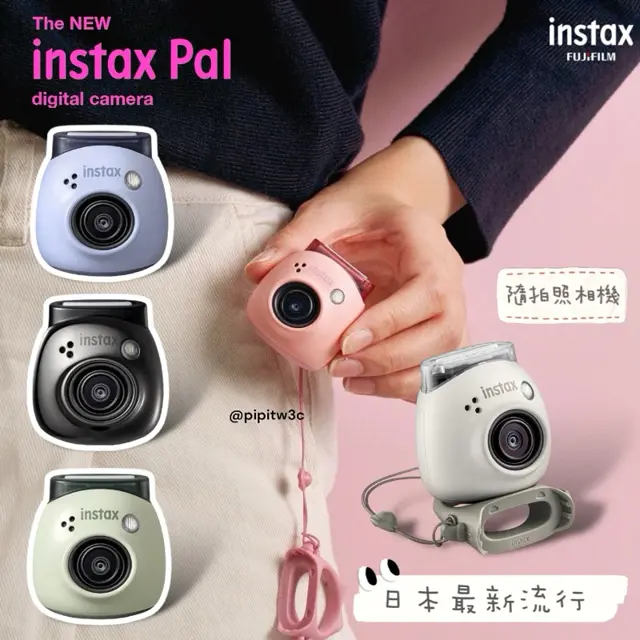 The NEW
instax Pal
digital camera
instax
FUJIFILM
instax
instax
隨拍照相機
instax
instax
@pipitw3c
instax
日本最新流行